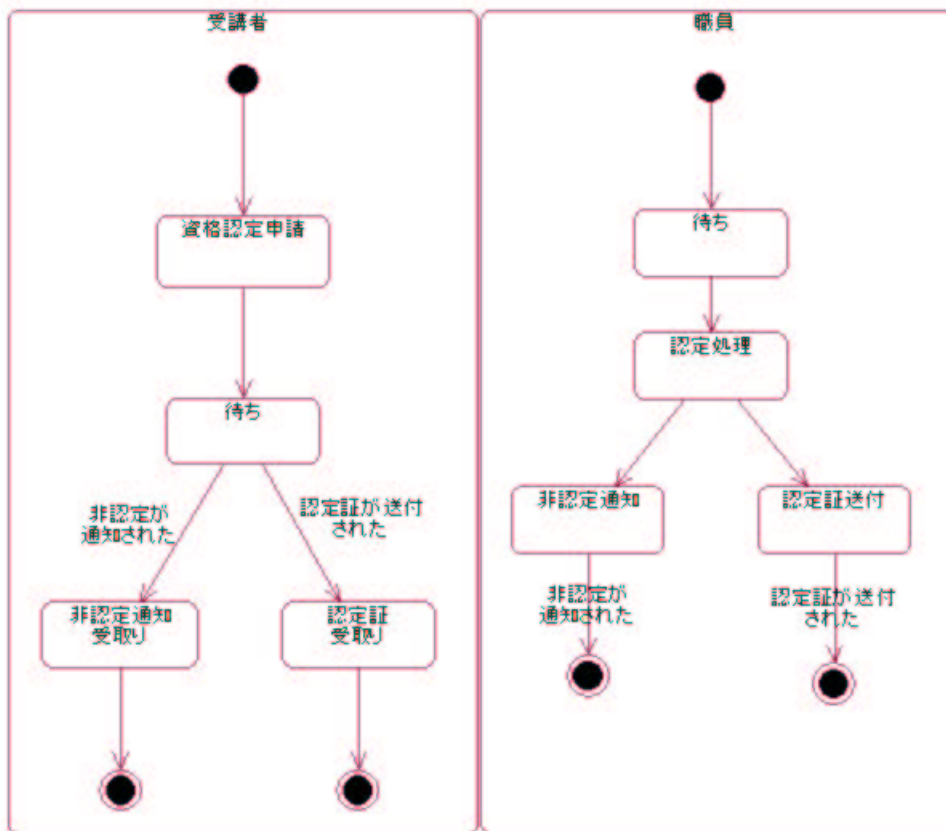 受講者
資格認定申請
待ち
非認定が
通知された
認定証が送付
された
非認定通知
受取り
認定証
受取り
職員
待ち
認定処理
非認定通知
認定証送付
非認定が
通知された
認定証が送付
された